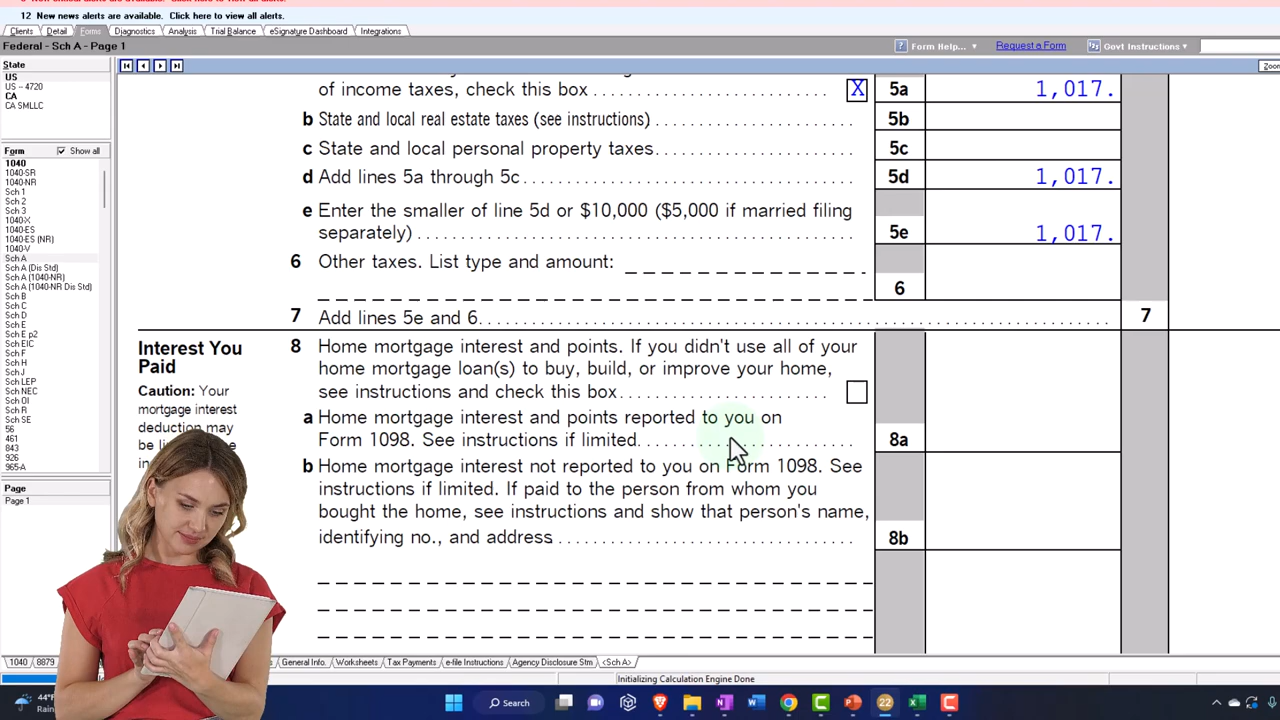 12 New news alerts are available. Click here to view all alerts.
Clients Detail Forms Diagnostics Analysis Trial Balance eSignature Dashboard Integrations
Federal - Sch A - Page 1
? Form Help... Request a Form Govt Instructions
State
US
US -- 4720
CA
CA SMLLC
Form Show all
1040
1040-SR
1040-NR
Sch 1
Sch 2
Sch 3
1040-X
1040-ES
1040-ES (NR)
1040-V
Sch A
Sch A (Dis Std)
Sch A (1040-NR)
Sch A (1040-NR Dis Std)
Sch B
Sch C
Sch D
Sch E
Sch E p2
Sch EIC
Sch F
Sch H
Sch J
Sch LEP
Sch NEC
Sch OI
Sch R
Sch SE
56
461
843
926
965-A
Page
Page 1
Zoom
of income taxes, check this box X 5a 1,017.
b State and local real estate taxes (see instructions) 5b
c State and local personal property taxes 5c
d Add lines 5a through 5c 5d 1,017.
e Enter the smaller of line 5d or $10,000 ($5,000 if married filing
separately) 5e 1,017.
6 Other taxes. List type and amount:
6
7 Add lines 5e and 6 7
Interest You
Paid
Caution: Your
mortgage interest
deduction may
8 Home mortgage interest and points. If you didn't use all of your
home mortgage loan(s) to buy, build, or improve your home,
see instructions and check this box
a Home mortgage interest and points reported to you on
Form 1098. See instructions if limited 8a
b Home mortgage interest not reported to you on Form 1098. See
instructions if limited. If paid to the person from whom you
bought the home, see instructions and show that person's name,
identifying no., and address 8b
1040 8879 General Info. Worksheets Tax Payments e-file Instructions Agency Disclosure Stm <Sch A>
Initializing Calculation Engine Done
44°F
Rain
Search
22